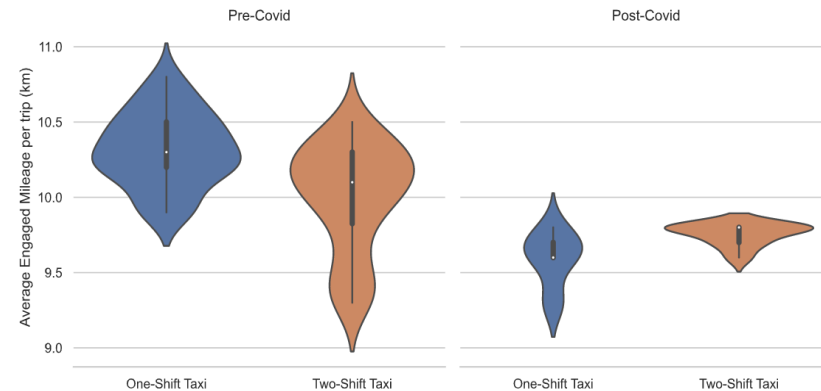 Pre-Covid
Post-Covid
Average Engaged Mileage per trip (km)
11.0
10.5
10.0
9.5
9.0
One-Shift Taxi
Two-Shift Taxi
One-Shift Taxi
Two-Shift Taxi